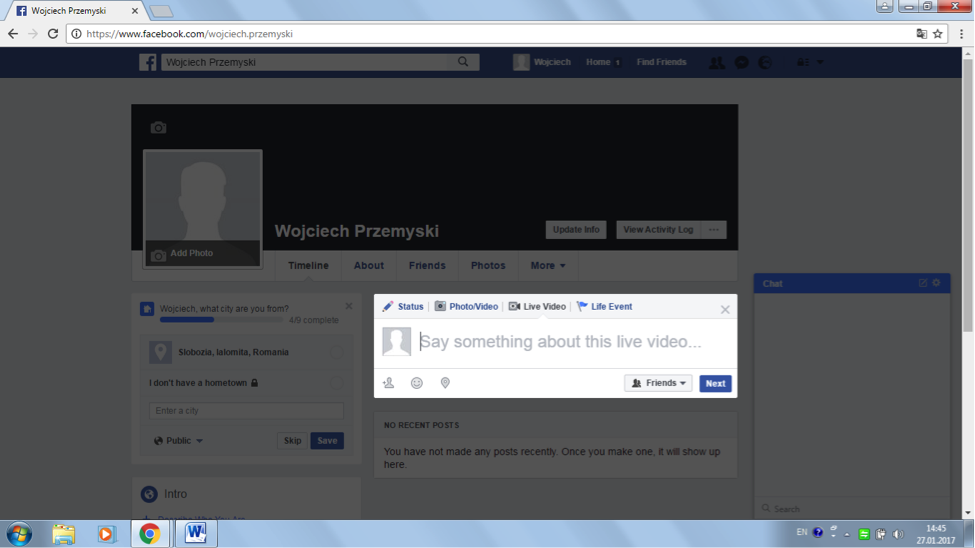 Wojciech Przemyski
https://www.facebook.com/wojciech.przemyski
Wojciech Przemyski
Wojciech Home 1 Find Friends
Add Photo
Wojciech Przemyski
Update Info View Activity Log ...
Timeline About Friends Photos More
Wojciech, what city are you from?
4/9 complete
Slobozia, Ialomita, Romania
I don't have a hometown
Enter a city
Public Skip Save
Intro
Describe Who You Are
Status Photo/Video Live Video Life Event
Say something about this live video...
Friends Next
NO RECENT POSTS
You have not made any posts recently. Once you make one, it will show up
here.
Chat
Search
EN
14:45
27.01.2017